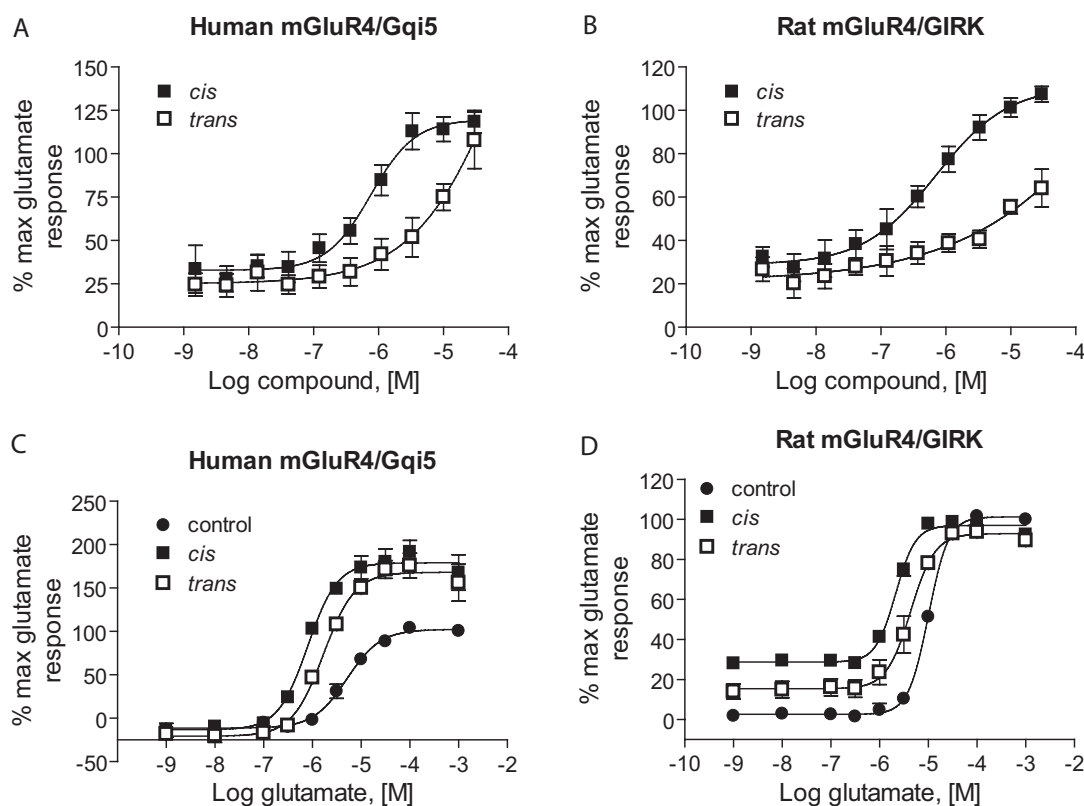 A
Human mGluR4/Gqi5
150
125
100
75
50
25
0
% max glutamate
response
cis
trans
-10 -9 -8 -7 -6 -5 -4
Log compound, [M]
B
Rat mGluR4/GIRK
120
100
80
60
40
20
0
% max glutamate
response
cis
trans
-10 -9 -8 -7 -6 -5 -4
Log compound, [M]
C
Human mGluR4/Gqi5
250
200
150
100
50
0
-50
% max glutamate
response
control
cis
trans
-9 -8 -7 -6 -5 -4 -3 -2
Log glutamate, [M]
D
Rat mGluR4/GIRK
120
100
80
60
40
20
0
% max glutamate
response
control
cis
trans
-10 -9 -8 -7 -6 -5 -4 -3 -2
Log glutamate, [M]